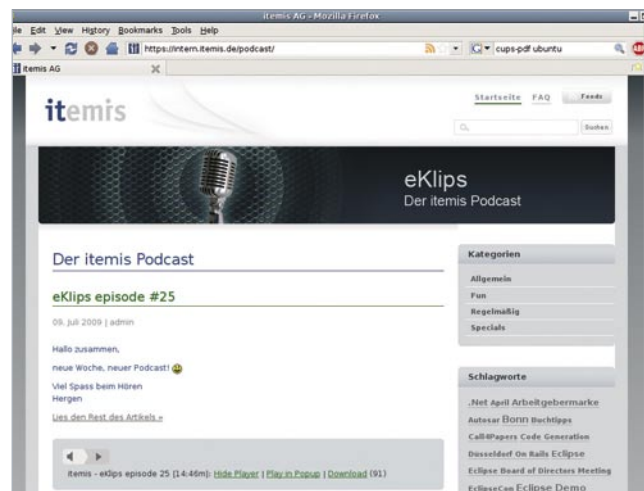 itemis AG - Mozilla Firefox
File Edit View History Bookmarks Tools Help
https://intern.itemis.de/podcast/
cups-pdf ubuntu
itemis AG
itemis
Startseite FAQ Feeds
Suchen
eKlips
Der itemis Podcast
Der itemis Podcast
eKlips episode #25
09. Juli 2009 | admin
Hallo zusammen,
neue Woche, neuer Podcast!
Viel Spass beim Hören
Hergen
Lies den Rest des Artikels »
itemis - eKlips episode 25 [14:46m]: Hide Player | Play in Popup | Download (91)
Kategorien
Allgemein
Fun
Regelmäßig
Specials
Schlagworte
.Net April Arbeitgebermarke
Autosar Bonn Buchtipps
Call4Papers Code Generation
Düsseldorf On Rails Eclipse
Eclipse Board of Directors Meeting
EclipseCon Eclipse Demo